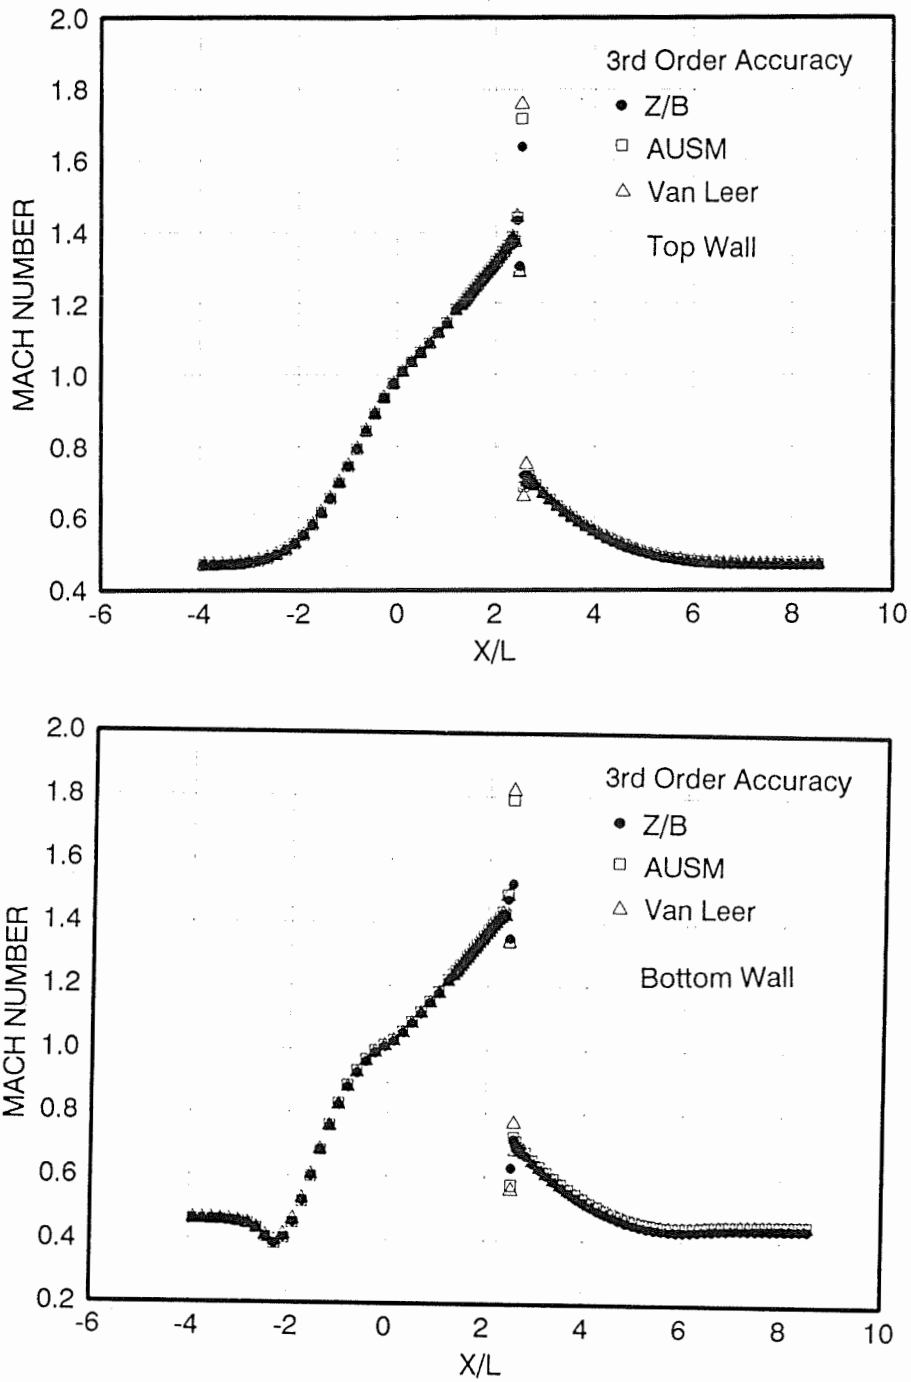 2.0
1.8
1.6
1.4
1.2
1.0
0.8
0.6
0.4
MACH NUMBER
3rd Order Accuracy
Z/B
AUSM
Van Leer
Top Wall
-6 -4 -2 0 2 4 6 8 10
X/L
2.0
1.8
1.6
1.4
1.2
1.0
0.8
0.6
0.4
0.2
MACH NUMBER
3rd Order Accuracy
Z/B
AUSM
Van Leer
Bottom Wall
-6 -4 -2 0 2 4 6 8 10
X/L